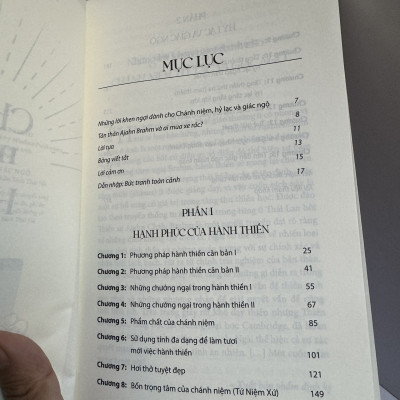 MỤC LỤC
Những lời khen ngợi dành cho Chánh niệm, hỷ lạc và giác ngộ 7
Tán thán Ajahn Brahm và ai mua xe rác? 8
Lời tựa 11
Bảng viết tắt 13
Lời cảm ơn 15
Dẫn nhập: Bức tranh toàn cảnh 17
PHẦN I
HẠNH PHÚC CỦA HÀNH THIỀN
Chương 1: Phương pháp hành thiền căn bản I 25
Chương 2: Phương pháp hành thiền căn bản II 41
Chương 3: Những chướng ngại trong hành thiền I 55
Chương 4: Những chướng ngại trong hành thiền II 67
Chương 5: Phẩm chất của chánh niệm 85
Chương 6: Sử dụng tính đa dạng để làm tươi
mới việc hành thiền 101
Chương 7: Hơi thở tuyệt đẹp 121
Chương 8: Bốn trọng tâm của chánh niệm (Tứ Niệm Xứ) 149